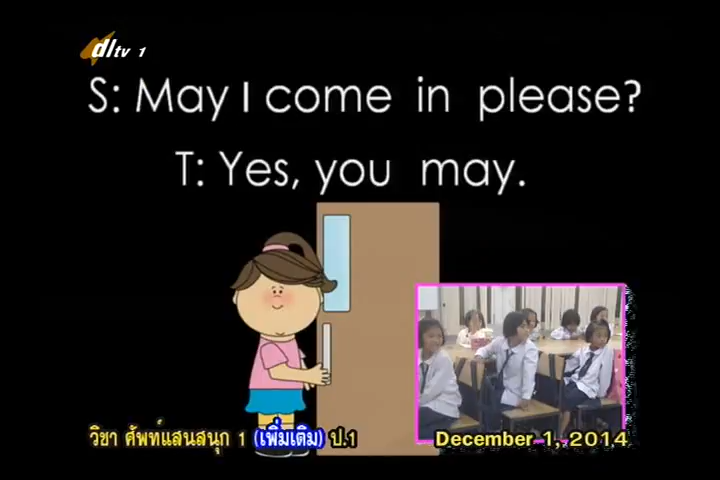 dltv 1
S: May I come in please?
T: Yes, you may.
วิชา ศัพท์แสนสนุก 1 (เพิ่มเติม) ป.1
December 1, 2014